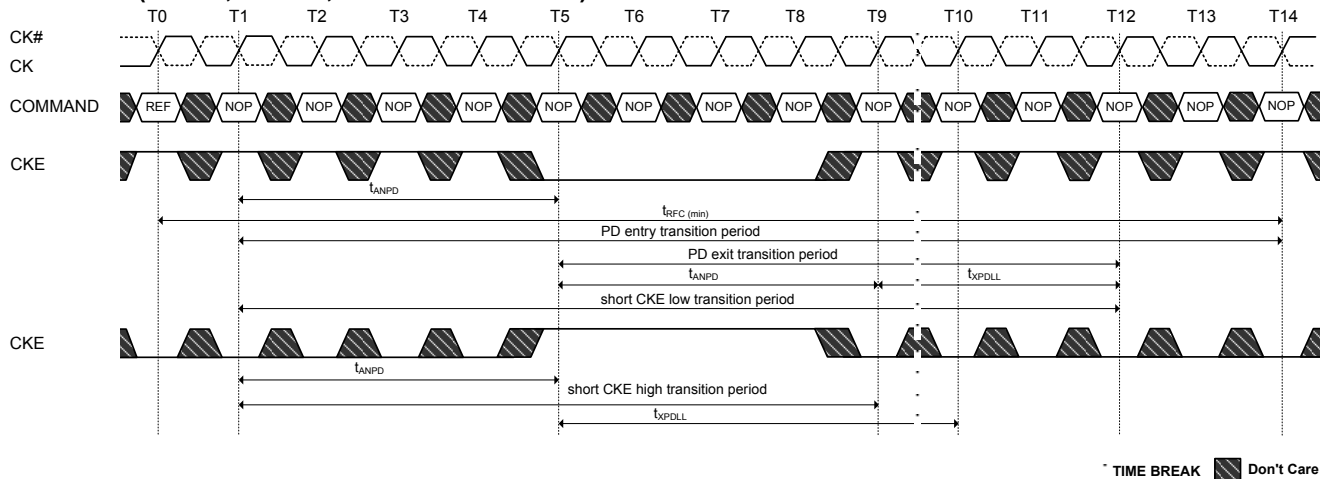 T0 T1 T2 T3 T4 T5 T6 T7 T8 T9 T10 T11 T12 T13 T14
CK#
CK
COMMAND REF NOP NOP NOP NOP NOP NOP NOP NOP NOP NOP NOP NOP NOP NOP
CKE
tANPD
tRFC (min)
PD entry transition period
PD exit transition period
tANPD tXPDLL
short CKE low transition period
CKE
tANPD
short CKE high transition period
tXPDLL
TIME BREAK Don't Care